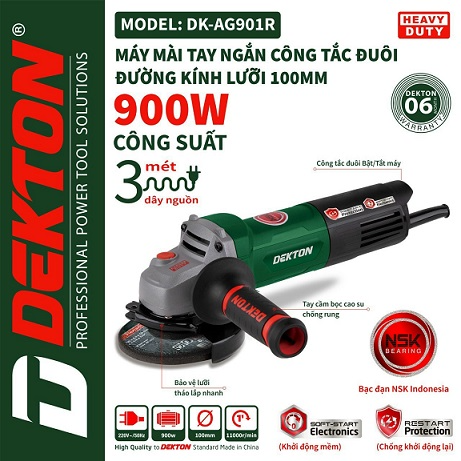 MODEL: DK-AG901R
HEAVY
DUTY
MÁY MÀI TAY NGẮN CÔNG TẮC ĐUÔI
ĐƯỜNG KÍNH LƯỠI 100MM
900W
CÔNG SUẤT
3 mét
dây nguồn
DEKTON
06
WARRANTY
DEKTON®
PROFESSIONAL POWER TOOL SOLUTIONS
Công tắc đuôi Bật/Tắt máy
DEKTON
DEKTON
Tay cầm bọc cao su
chống rung
NSK
BEARING
Bạc đạn NSK Indonesia
Bảo vệ lưỡi
tháo lắp nhanh
220V~/50Hz
900w
100mm
11000r/min
High Quality to DEKTON Standard Made in China
SOFT-START
Electronics
(Khởi động mềm)
RESTART
Protection
(Chống khởi động lại)